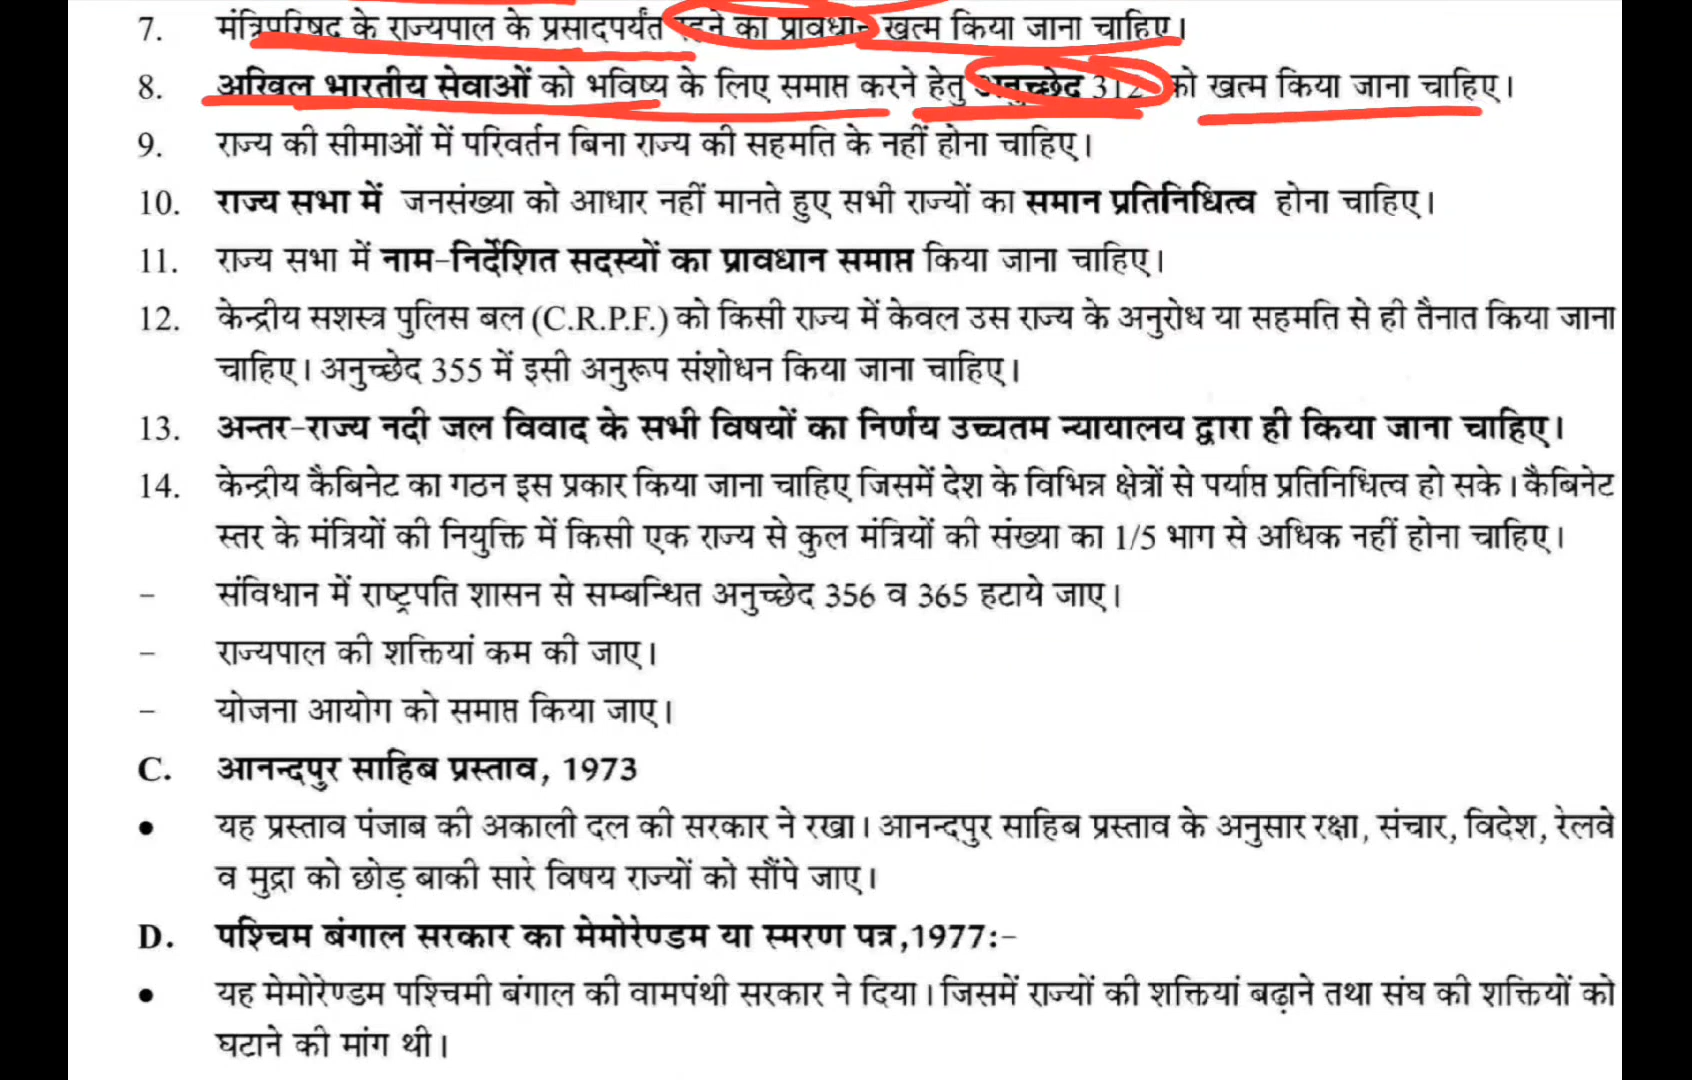 7. मंत्रिपरिषद के राज्यपाल के प्रसादपर्यंत रहने का प्रावधान खत्म किया जाना चाहिए।
8. अखिल भारतीय सेवाओं को भविष्य के लिए समाप्त करने हेतु अनुच्छेद 312 को खत्म किया जाना चाहिए।
9. राज्य की सीमाओं में परिवर्तन बिना राज्य की सहमति के नहीं होना चाहिए।
10. राज्य सभा में जनसंख्या को आधार नहीं मानते हुए सभी राज्यों का समान प्रतिनिधित्व होना चाहिए।
11. राज्य सभा में नाम-निर्देशित सदस्यों का प्रावधान समाप्त किया जाना चाहिए।
12. केन्द्रीय सशस्त्र पुलिस बल (C.R.P.F.) को किसी राज्य में केवल उस राज्य के अनुरोध या सहमति से ही तैनात किया जाना
चाहिए। अनुच्छेद 355 में इसी अनुरूप संशोधन किया जाना चाहिए।
13. अन्तर-राज्य नदी जल विवाद के सभी विषयों का निर्णय उच्चतम न्यायालय द्वारा ही किया जाना चाहिए।
14. केन्द्रीय कैबिनेट का गठन इस प्रकार किया जाना चाहिए जिसमें देश के विभिन्न क्षेत्रों से पर्याप्त प्रतिनिधित्व हो सके। कैबिनेट
स्तर के मंत्रियों की नियुक्ति में किसी एक राज्य से कुल मंत्रियों की संख्या का 1/5 भाग से अधिक नहीं होना चाहिए।
- संविधान में राष्ट्रपति शासन से सम्बन्धित अनुच्छेद 356 व 365 हटाये जाए।
- राज्यपाल की शक्तियां कम की जाए।
- योजना आयोग को समाप्त किया जाए।
C. आनन्दपुर साहिब प्रस्ताव, 1973
• यह प्रस्ताव पंजाब की अकाली दल की सरकार ने रखा। आनन्दपुर साहिब प्रस्ताव के अनुसार रक्षा, संचार, विदेश, रेलवे
व मुद्रा को छोड़ बाकी सारे विषय राज्यों को सौंपे जाए।
D. पश्चिम बंगाल सरकार का मेमोरेण्डम या स्मरण पत्र,1977:-
• यह मेमोरेण्डम पश्चिमी बंगाल की वामपंथी सरकार ने दिया। जिसमें राज्यों की शक्तियां बढ़ाने तथा संघ की शक्तियों को
घटाने की मांग थी।